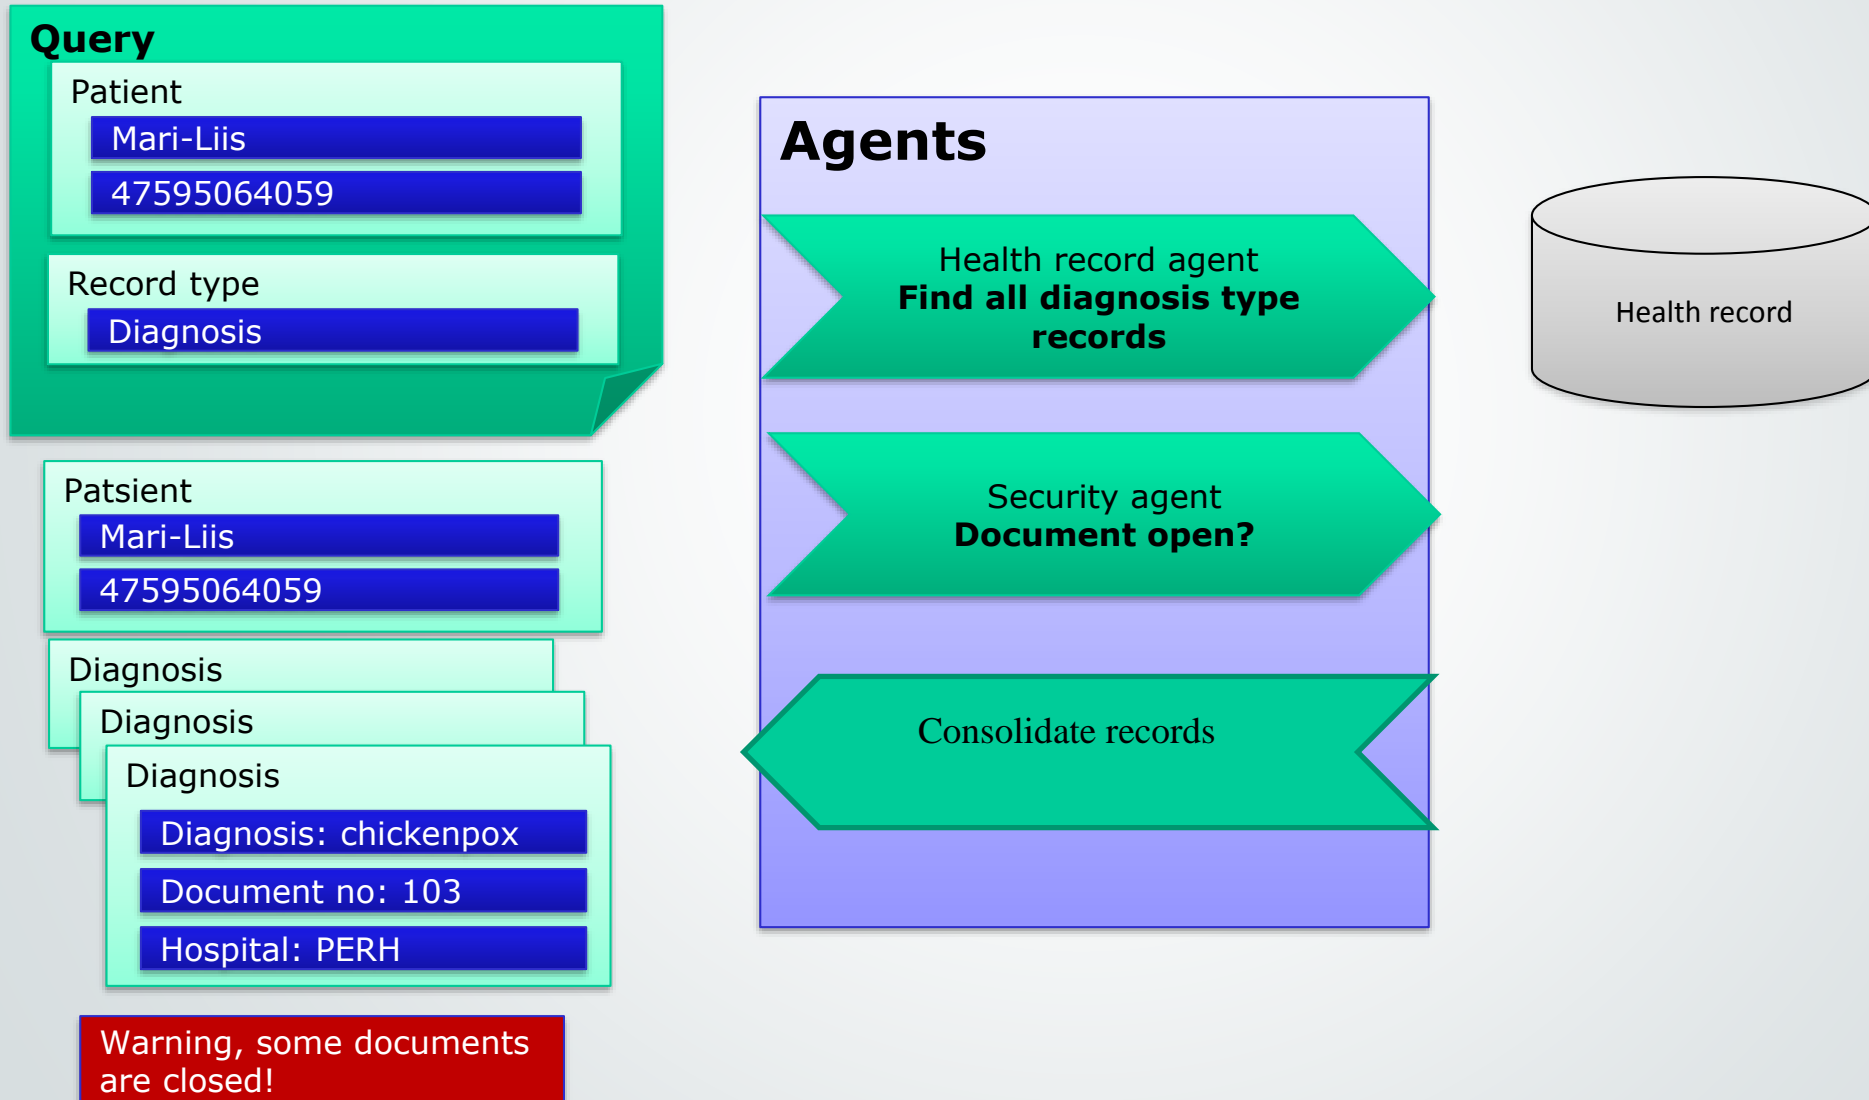 Query
Patient
Mari-Liis
47595064059
Record type
Diagnosis
Patsient
Mari-Liis
47595064059
Diagnosis
Diagnosis
Diagnosis
Diagnosis: chickenpox
Document no: 103
Hospital: PERH
Warning, some documents
are closed!
Agents
Health record agent
Find all diagnosis type
records
Security agent
Document open?
Consolidate records
Health record